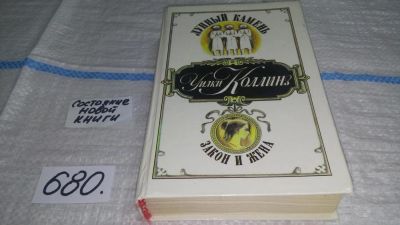 ЛУННЫЙ КАМЕНЬ
Уилки Коллинз
ЗАКОН И ЖЕНА
состояние
новой
книги
680.